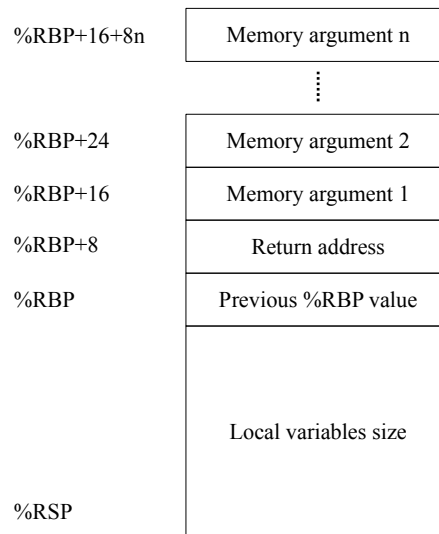 %RBP+16+8n Memory argument n
%RBP+24 Memory argument 2
%RBP+16 Memory argument 1
%RBP+8 Return address
%RBP Previous %RBP value
Local variables size
%RSP